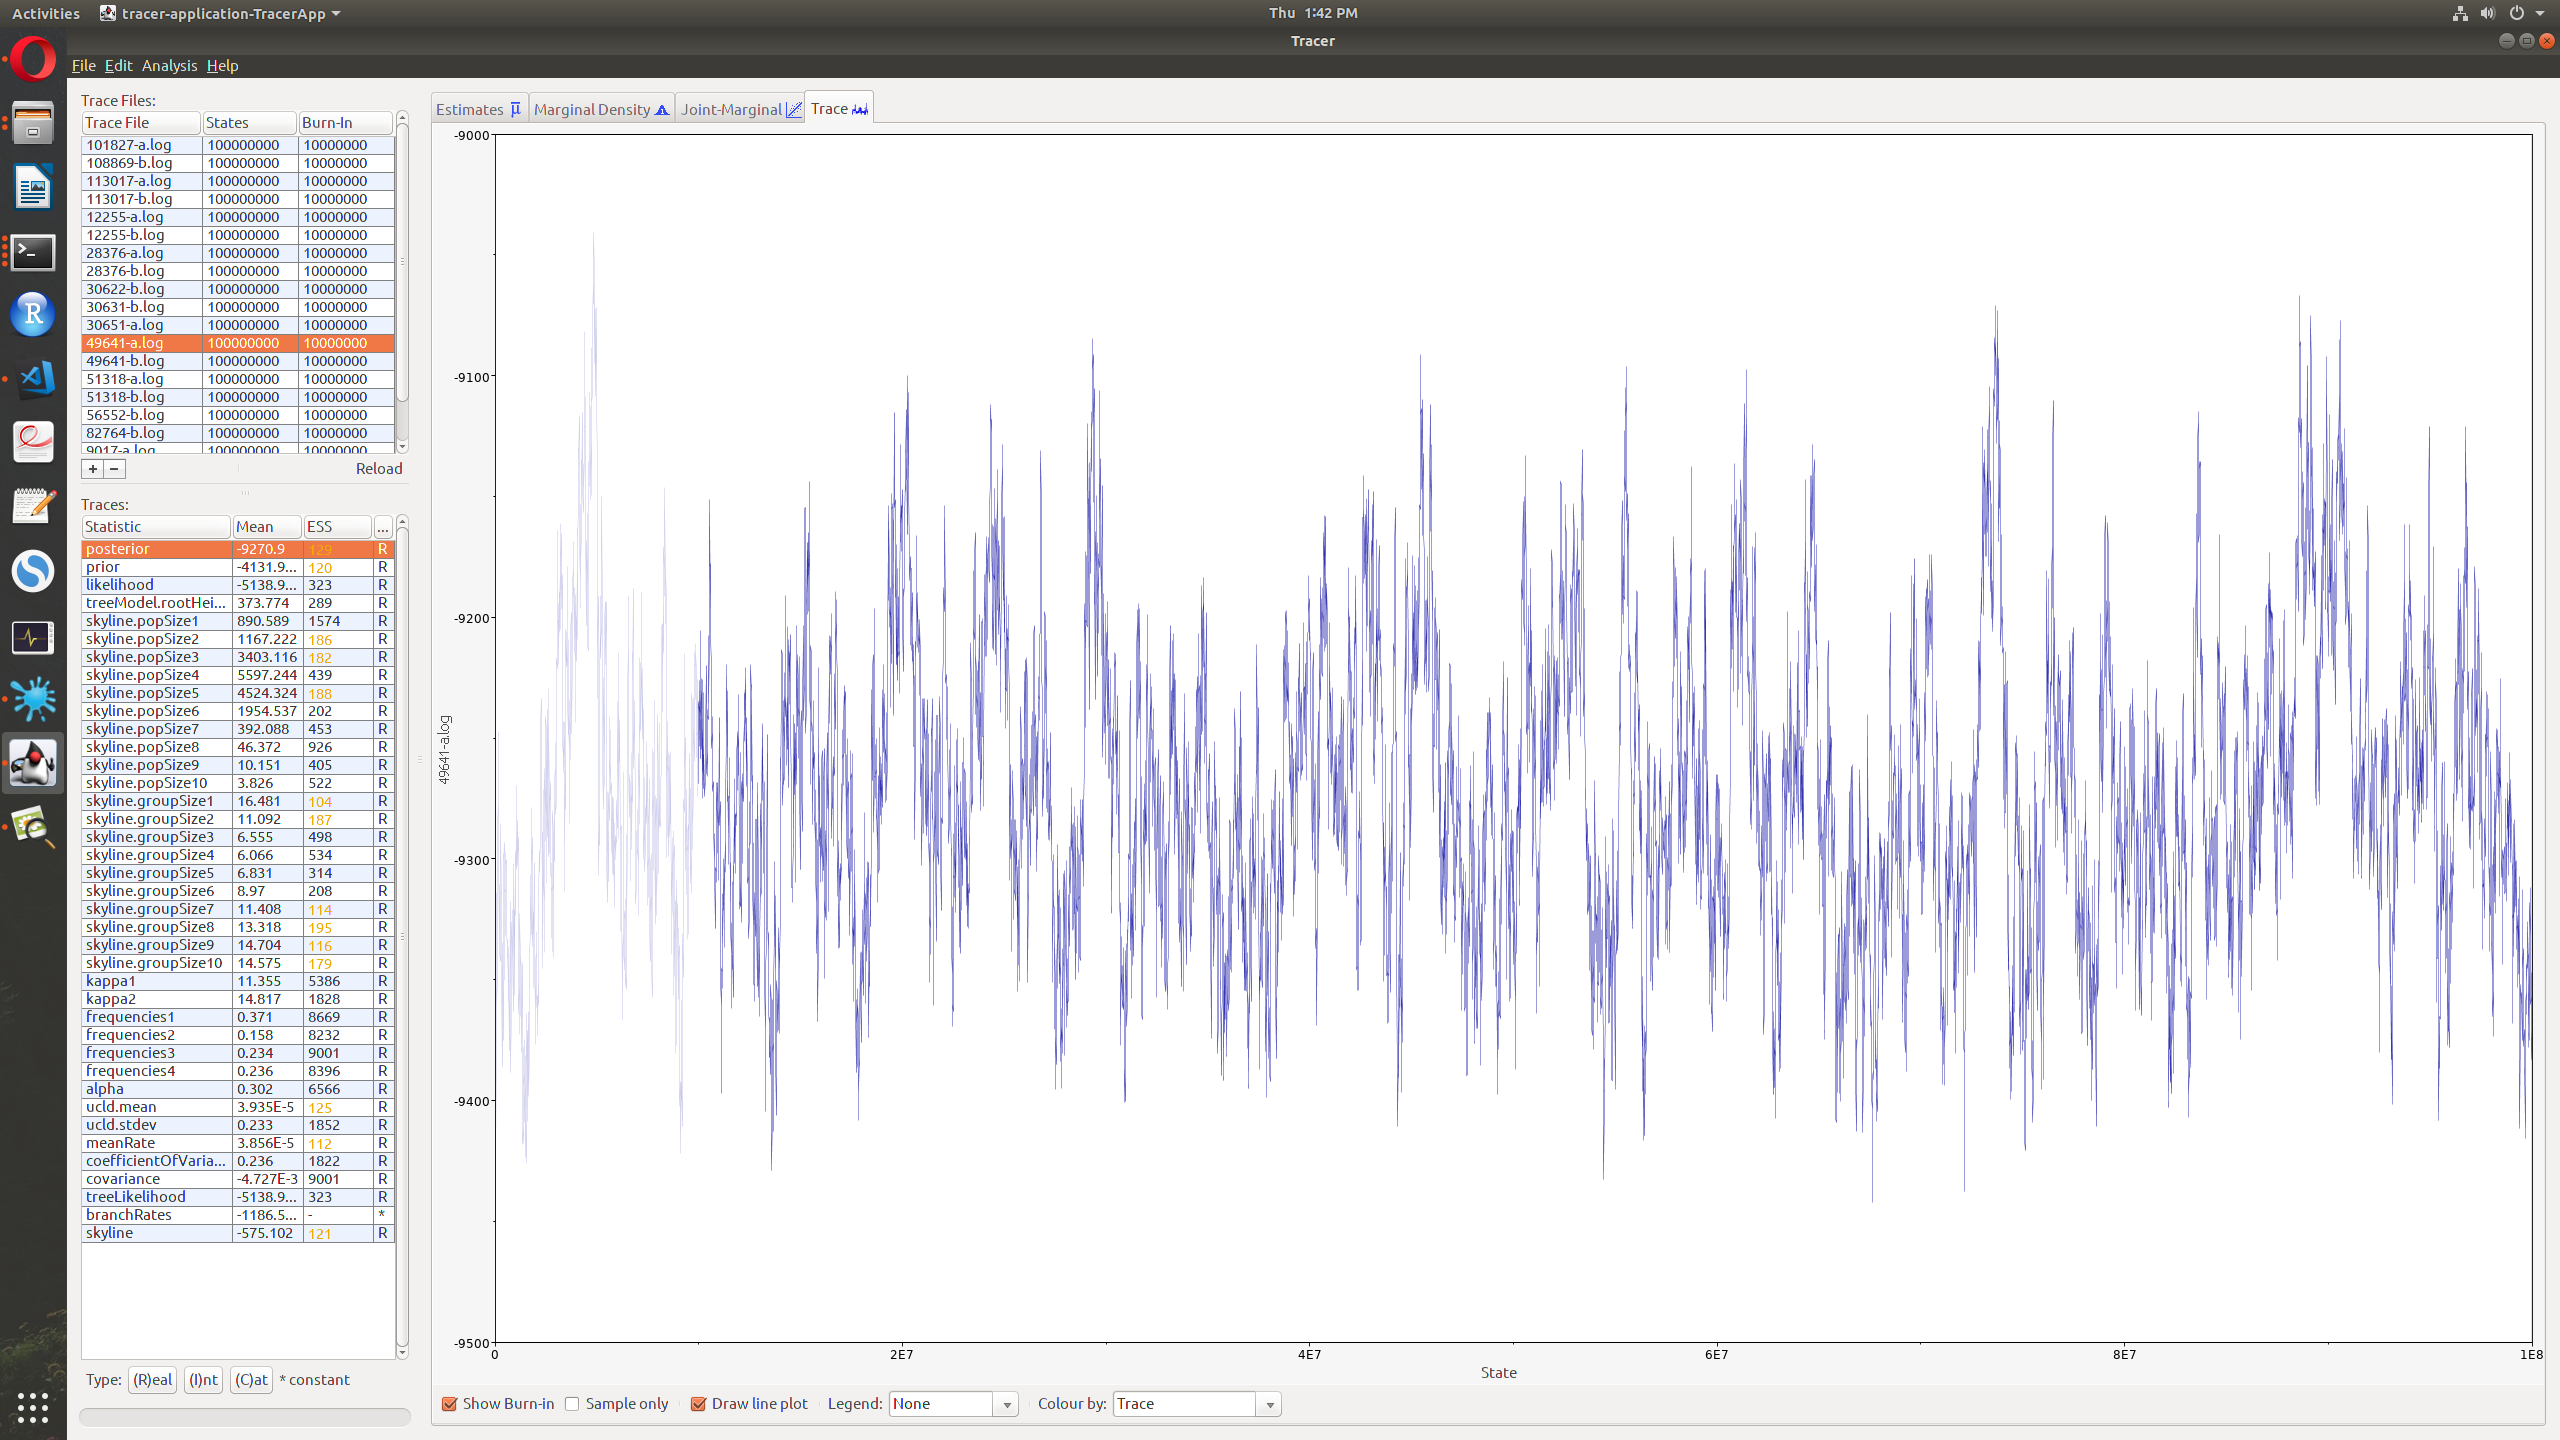 Activities tracer-application-TracerApp Thu 1:42 PM
Tracer
File Edit Analysis Help
Trace Files:
Trace File States Burn-In
101827-a.log 100000000 10000000
108869-b.log 100000000 10000000
113017-a.log 100000000 10000000
113017-b.log 100000000 10000000
12255-a.log 100000000 10000000
12255-b.log 100000000 10000000
28376-a.log 100000000 10000000
28376-b.log 100000000 10000000
30622-b.log 100000000 10000000
30631-b.log 100000000 10000000
30651-a.log 100000000 10000000
49641-a.log 100000000 10000000
49641-b.log 100000000 10000000
51318-a.log 100000000 10000000
51318-b.log 100000000 10000000
56552-b.log 100000000 10000000
82764-b.log 100000000 10000000
9017-a.log 100000000 10000000
+ − Reload
Traces:
Statistic Mean ESS ...
posterior -9270.9 129 R
prior -4131.9... 120 R
likelihood -5138.9... 323 R
treeModel.rootHei... 373.774 289 R
skyline.popSize1 890.589 1574 R
skyline.popSize2 1167.222 186 R
skyline.popSize3 3403.116 182 R
skyline.popSize4 5597.244 439 R
skyline.popSize5 4524.324 188 R
skyline.popSize6 1954.537 202 R
skyline.popSize7 392.088 453 R
skyline.popSize8 46.372 926 R
skyline.popSize9 10.151 405 R
skyline.popSize10 3.826 522 R
skyline.groupSize1 16.481 104 R
skyline.groupSize2 11.092 187 R
skyline.groupSize3 6.555 498 R
skyline.groupSize4 6.066 534 R
skyline.groupSize5 6.831 314 R
skyline.groupSize6 8.97 208 R
skyline.groupSize7 11.408 114 R
skyline.groupSize8 13.318 195 R
skyline.groupSize9 14.704 116 R
skyline.groupSize10 14.575 179 R
kappa1 11.355 5386 R
kappa2 14.817 1828 R
frequencies1 0.371 8669 R
frequencies2 0.158 8232 R
frequencies3 0.234 9001 R
frequencies4 0.236 8396 R
alpha 0.302 6566 R
ucld.mean 3.935E-5 125 R
ucld.stdev 0.233 1852 R
meanRate 3.856E-5 112 R
coefficientOfVaria... 0.236 1822 R
covariance -4.727E-3 9001 R
treeLikelihood -5138.9... 323 R
branchRates -1186.5... - *
skyline -575.102 121 R
Type: (R)eal (I)nt (C)at * constant
Estimates μ Marginal Density Joint-Marginal Trace
-9000
-9100
-9200
-9300
-9400
-9500
49641-a.log
0 2E7 4E7 6E7 8E7 1E8
State
Show Burn-in Sample only Draw line plot Legend: None Colour by: Trace